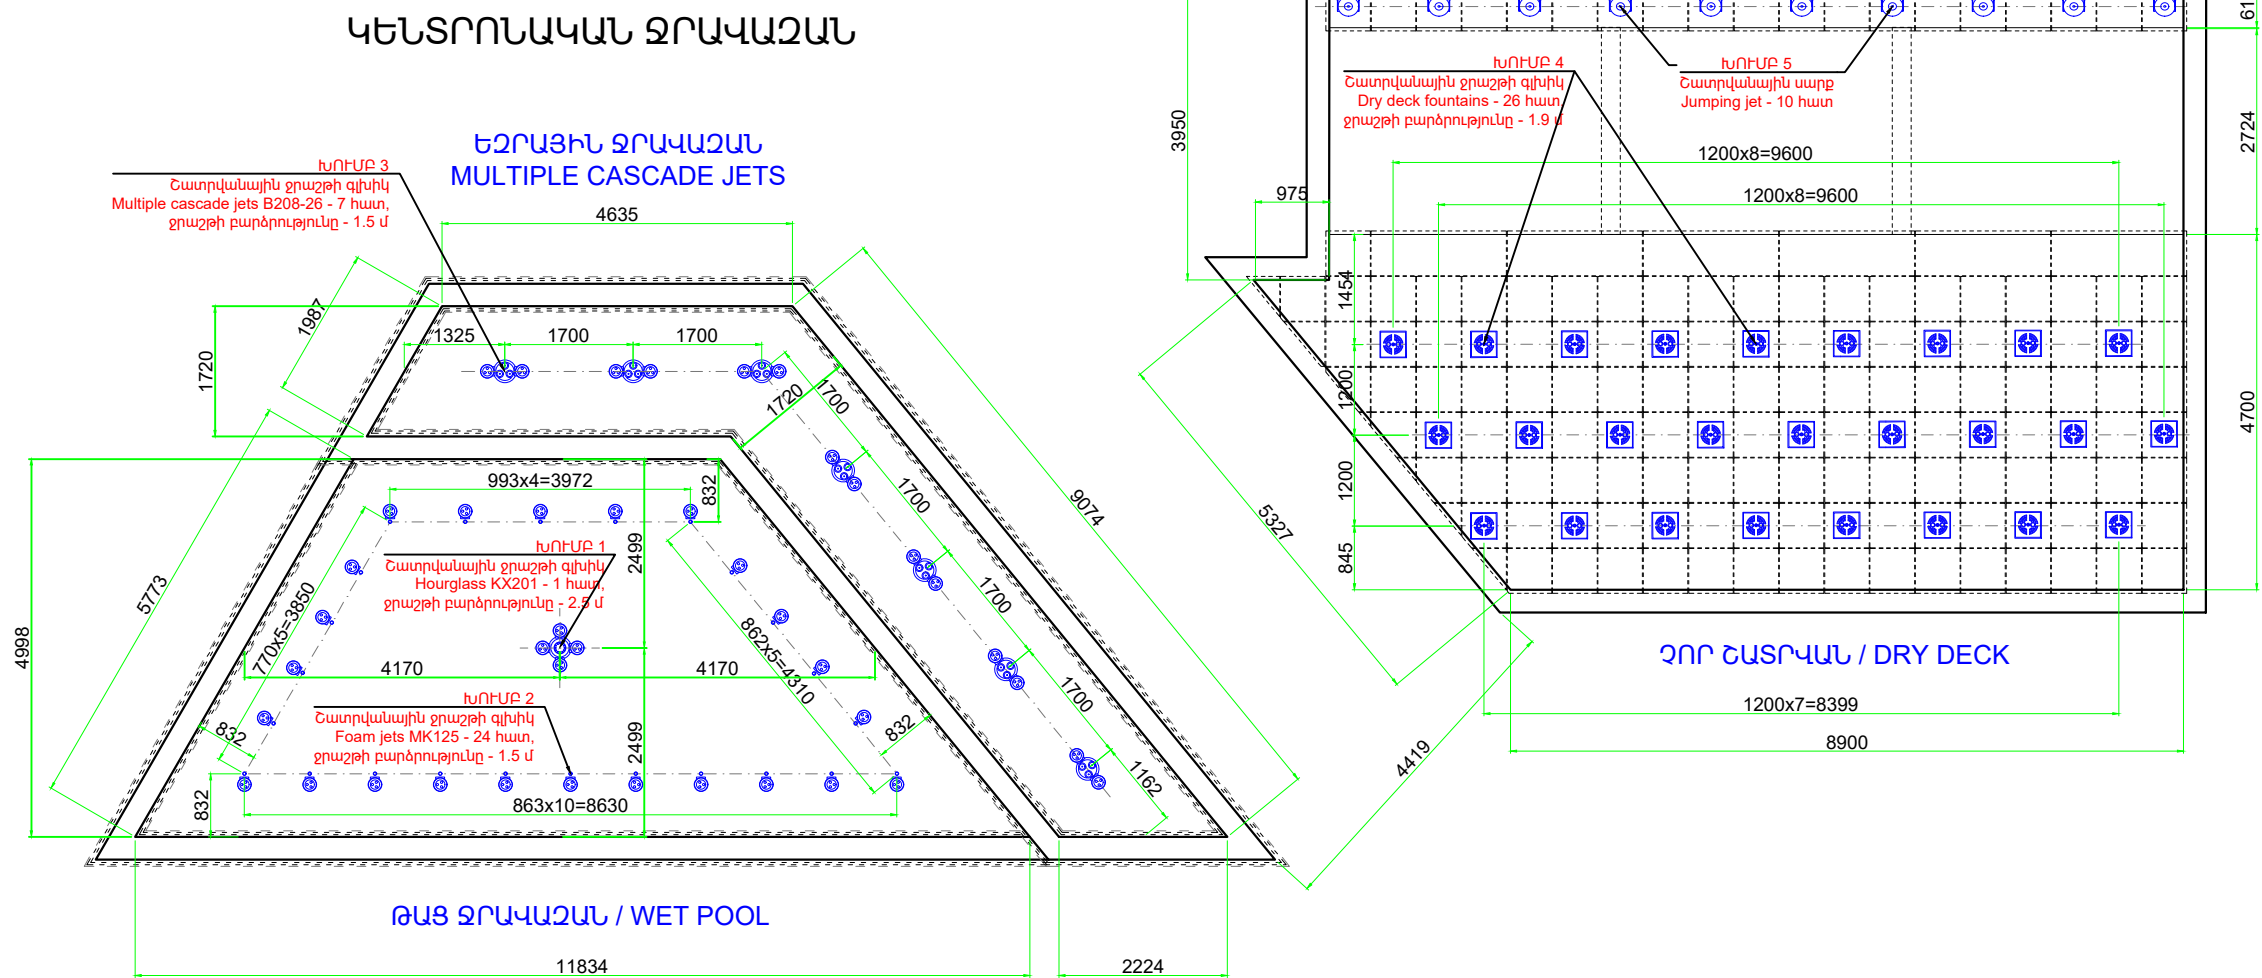 ԿԵՆՏՐՈՆԱԿԱՆ ՋՐԱՎԱԶԱՆ
ԵԶՐԱՅԻՆ ՋՐԱՎԱԶԱՆ
MULTIPLE CASCADE JETS
ԽՈՒՄԲ 3
Շատրվանային ջրաշթի գլխիկ
Multiple cascade jets B208-26 - 7 հատ,
ջրաշթի բարձրությունը - 1.5 մ
4635
1987
1720
1325
1700
1700
1720
1700
1700
1700
1700
1162
9074
993x4=3972
832
2499
ԽՈՒՄԲ 1
Շատրվանային ջրաշթի գլխիկ
Hourglass KX201 - 1 հատ,
ջրաշթի բարձրությունը - 2.5 մ
5773
4998
770x5=3850
4170
4170
862x5=4310
ԽՈՒՄԲ 2
Շատրվանային ջրաշթի գլխիկ
Foam jets MK125 - 24 հատ,
ջրաշթի բարձրությունը - 1.5 մ
832
832
2499
832
863x10=8630
ԹԱՑ ՋՐԱՎԱԶԱՆ / WET POOL
11834
2224
61
3950
ԽՈՒՄԲ 4
Շատրվանային ջրաշթի գլխիկ
Dry deck fountains - 26 հատ,
ջրաշթի բարձրությունը - 1.9 մ
ԽՈՒՄԲ 5
Շատրվանային սարք
Jumping jet - 10 հատ
2724
1200x8=9600
1200x8=9600
975
1454
1200
1200
845
4700
5327
4419
ՉՈՐ ՇԱՏՐՎԱՆ / DRY DECK
1200x7=8399
8900